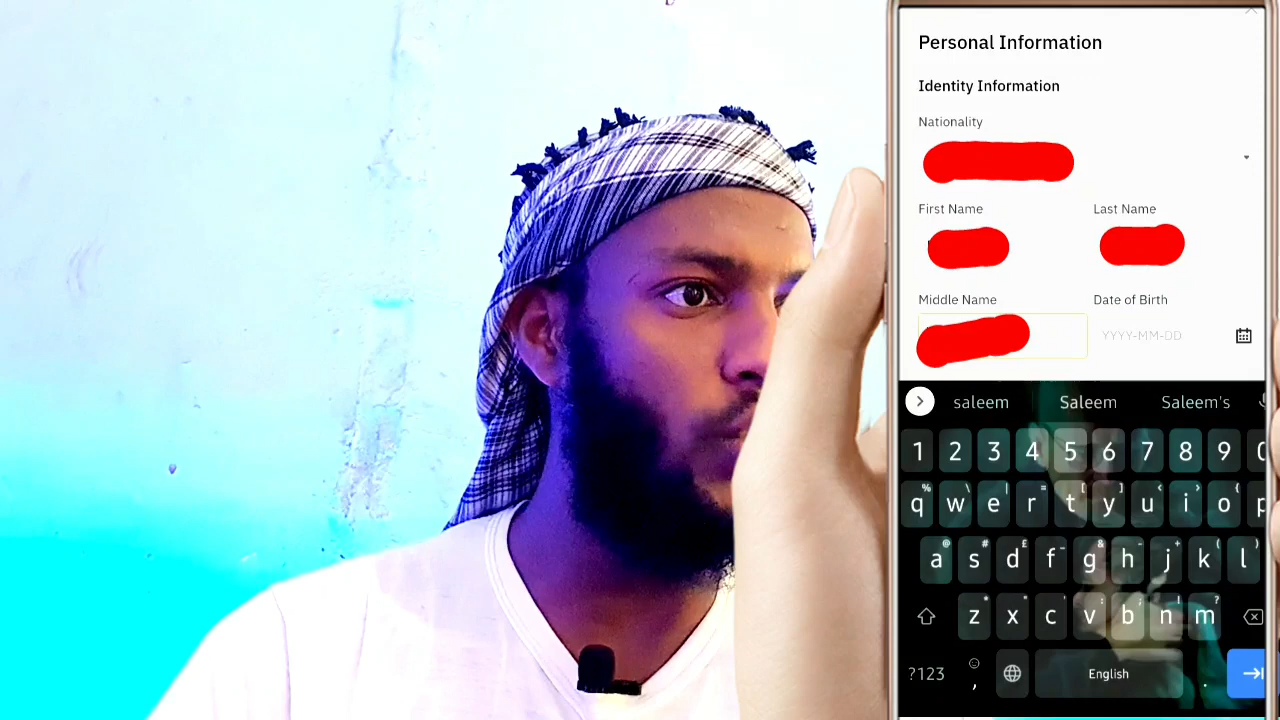 Personal Information
Identity Information
Nationality
First Name Last Name
Middle Name Date of Birth
YYYY-MM-DD
saleem Saleem Saleem's
1 2 3 4 5 6 7 8 9 0
% \ | = [ ] < > {
q w e r t y u i o p
@ # £ _ & - + ( )
a s d f g h j k l
* " ' : ; ! ?
z x c v b n m
?123 , English .